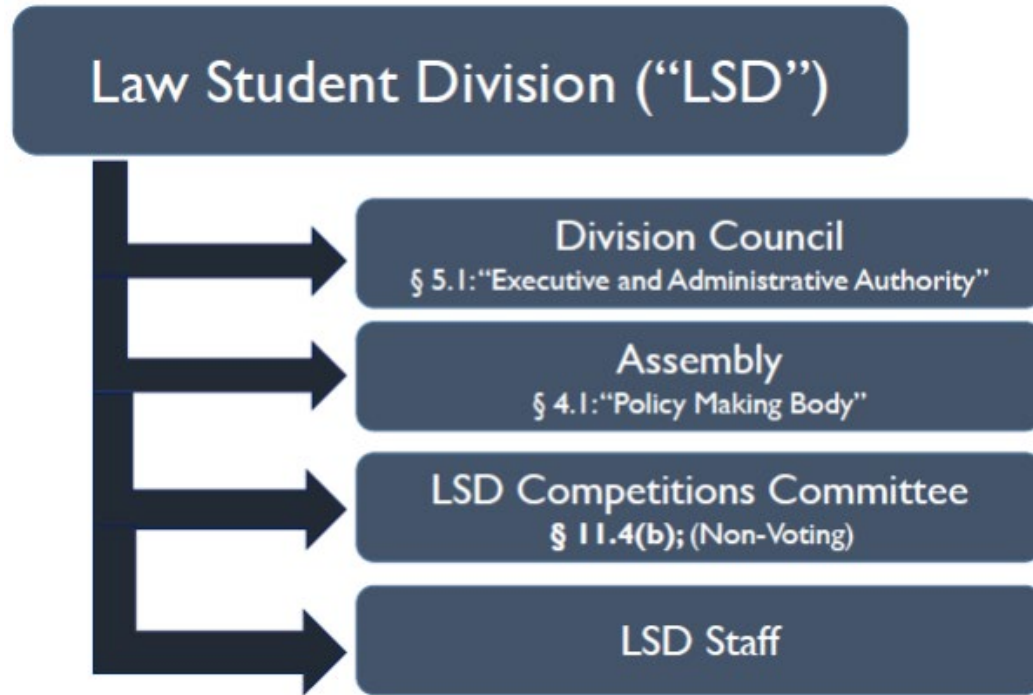 Law Student Division (“LSD”)
Division Council
§ 5.1: “Executive and Administrative Authority”
Assembly
§ 4.1: “Policy Making Body”
LSD Competitions Committee
§ 11.4(b); (Non-Voting)
LSD Staff